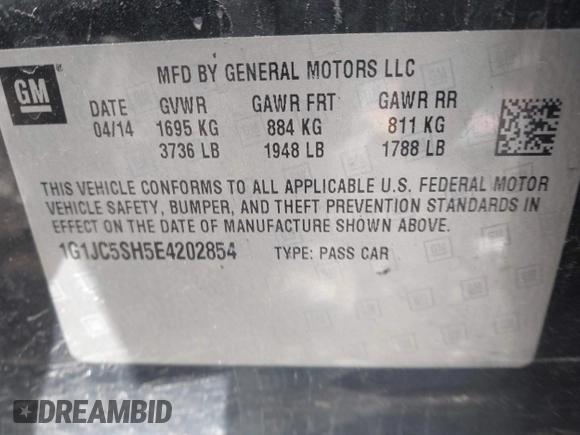 GM
MFD BY GENERAL MOTORS LLC
DATE GVWR GAWR FRT GAWR RR
04/14 1695 KG 884 KG 811 KG
3736 LB 1948 LB 1788 LB
THIS VEHICLE CONFORMS TO ALL APPLICABLE U.S. FEDERAL MOTOR
VEHICLE SAFETY, BUMPER, AND THEFT PREVENTION STANDARDS IN
EFFECT ON THE DATE OF MANUFACTURE SHOWN ABOVE.
1G1JC5SH5E4202854 TYPE: PASS CAR
DREAMBID